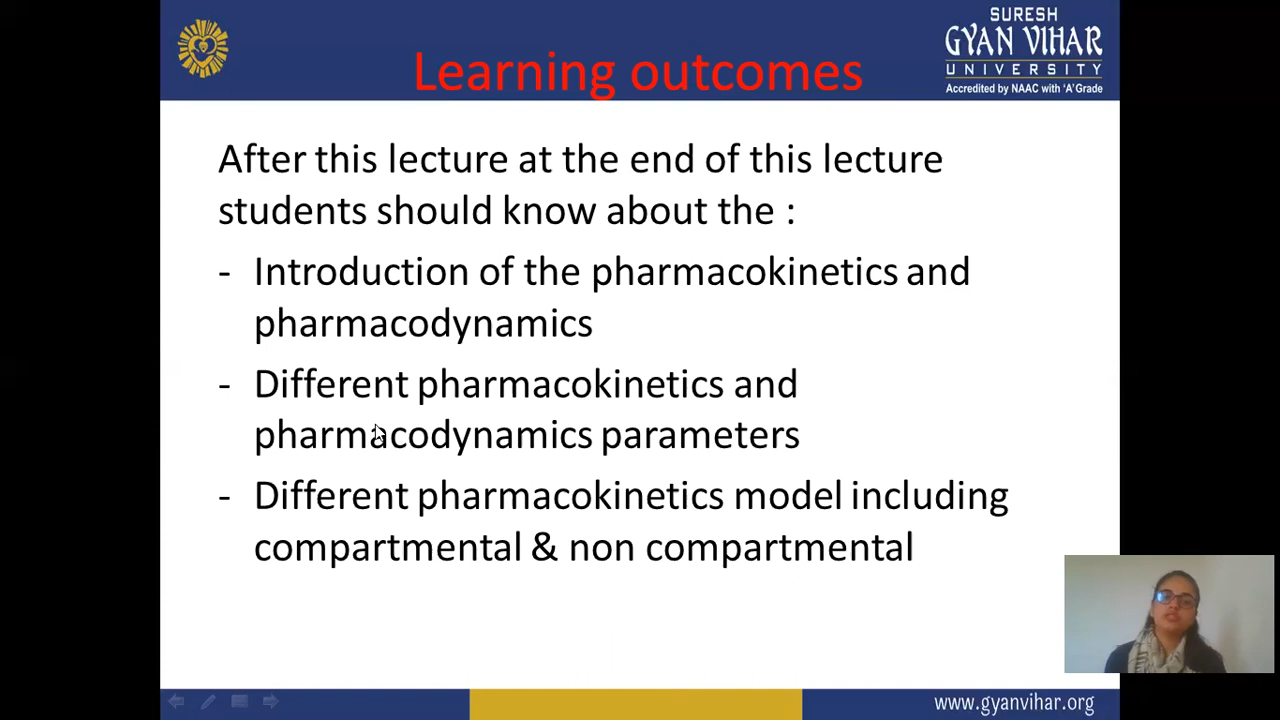 SURESH
GYAN VIHAR
UNIVERSITY
Accredited by NAAC with 'A' Grade
Learning outcomes
After this lecture at the end of this lecture
students should know about the :
- Introduction of the pharmacokinetics and
pharmacodynamics
- Different pharmacokinetics and
pharmacodynamics parameters
- Different pharmacokinetics model including
compartmental & non compartmental
www.gyanvihar.org